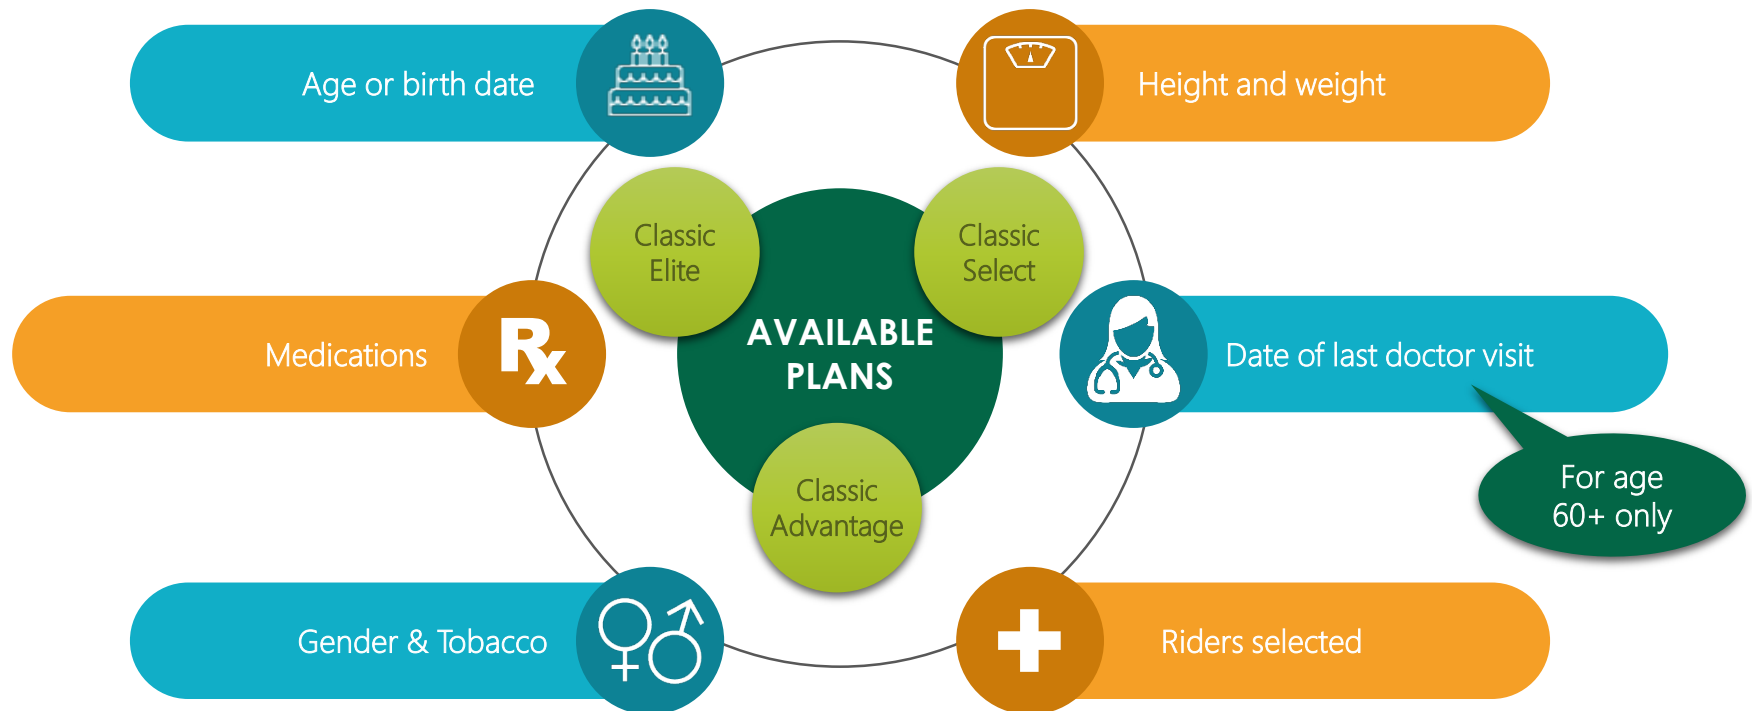 Age or birth date
Height and weight
Classic
Elite
Classic
Select
AVAILABLE
PLANS
Medications
Rx
Date of last doctor visit
For age
60+ only
Classic
Advantage
Gender & Tobacco
Riders selected